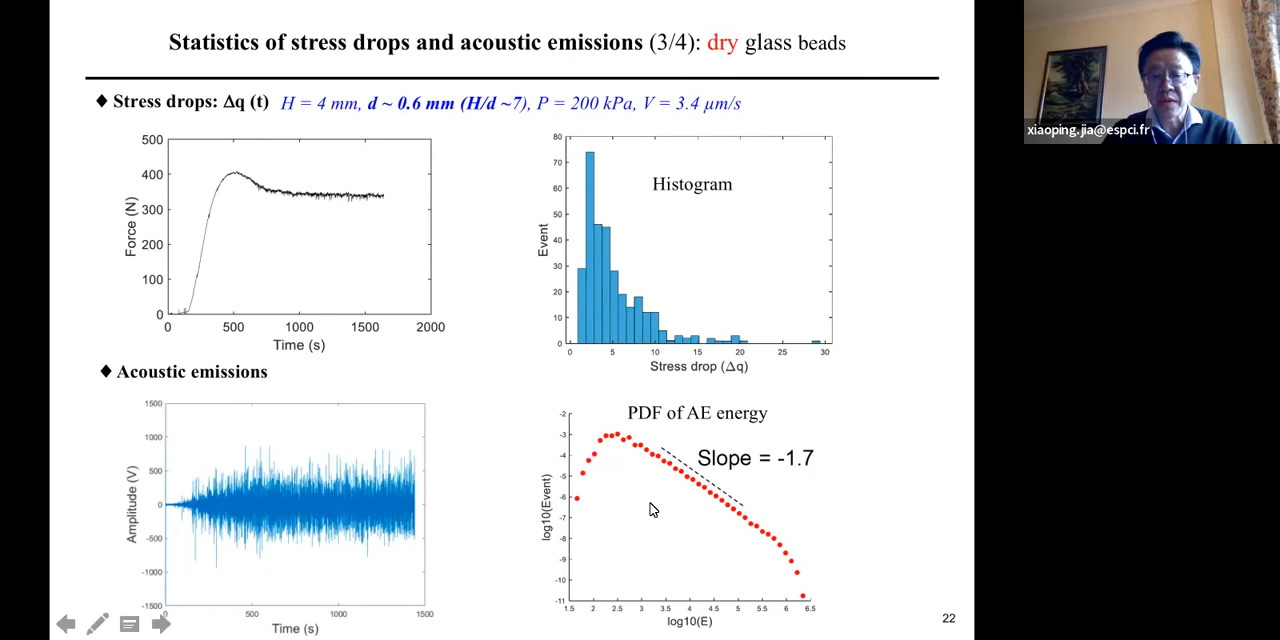 Statistics of stress drops and acoustic emissions (3/4): dry glass beads
xiaoping.jia@espci.fr
♦ Stress drops: Δq (t) H = 4 mm, d ~ 0.6 mm (H/d ~7), P = 200 kPa, V = 3.4 µm/s
500
400
300
200
100
0
Force (N)
0 500 1000 1500 2000
Time (s)
80
70
60
50
40
30
20
10
0
Event
Histogram
0 5 10 15 20 25 30
Stress drop (Δq)
♦ Acoustic emissions
1500
1000
500
0
-500
-1000
-1500
Amplitude (V)
0 500 1000 1500
Time (s)
PDF of AE energy
Slope = -1.7
-2
-3
-4
-5
-6
-7
-8
-9
-10
-11
log10(Event)
1.5 2 2.5 3 3.5 4 4.5 5 5.5 6 6.5
log10(E)
22